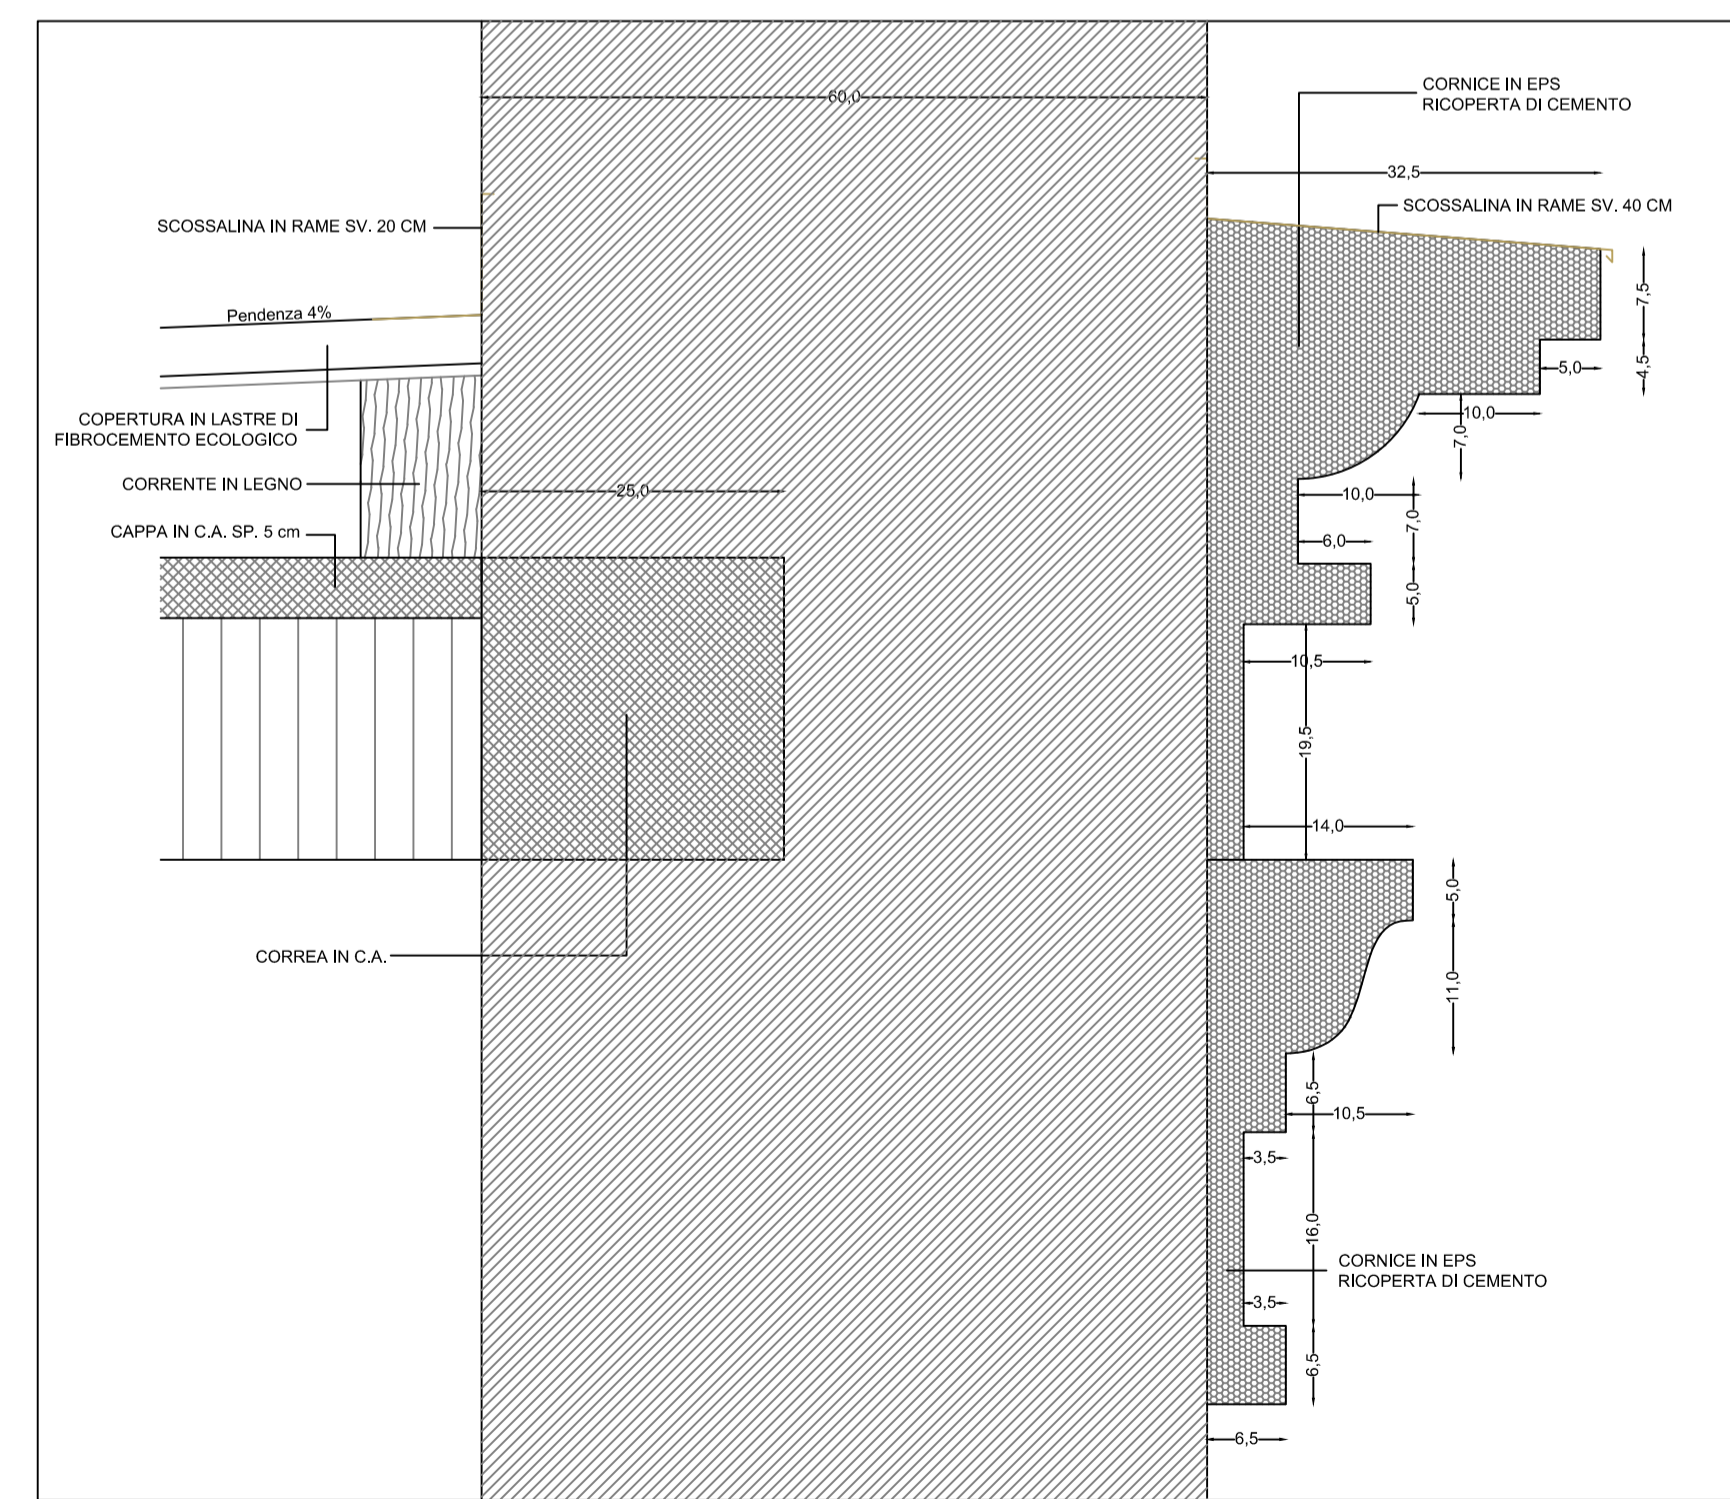 CORNICE IN EPS
RICOPERTA DI CEMENTO
60,0
32,5
SCOSSALINA IN RAME SV. 40 CM
SCOSSALINA IN RAME SV. 20 CM
7,5
Pendenza 4%
4,5
5,0
10,0
7,0
COPERTURA IN LASTRE DI
FIBROCEMENTO ECOLOGICO
CORRENTE IN LEGNO
25,0
10,0
7,0
CAPPA IN C.A. SP. 5 cm
6,0
5,0
10,5
19,5
14,0
5,0
CORREA IN C.A.
11,0
6,5
10,5
3,5
16,0
CORNICE IN EPS
RICOPERTA DI CEMENTO
3,5
6,5
6,5